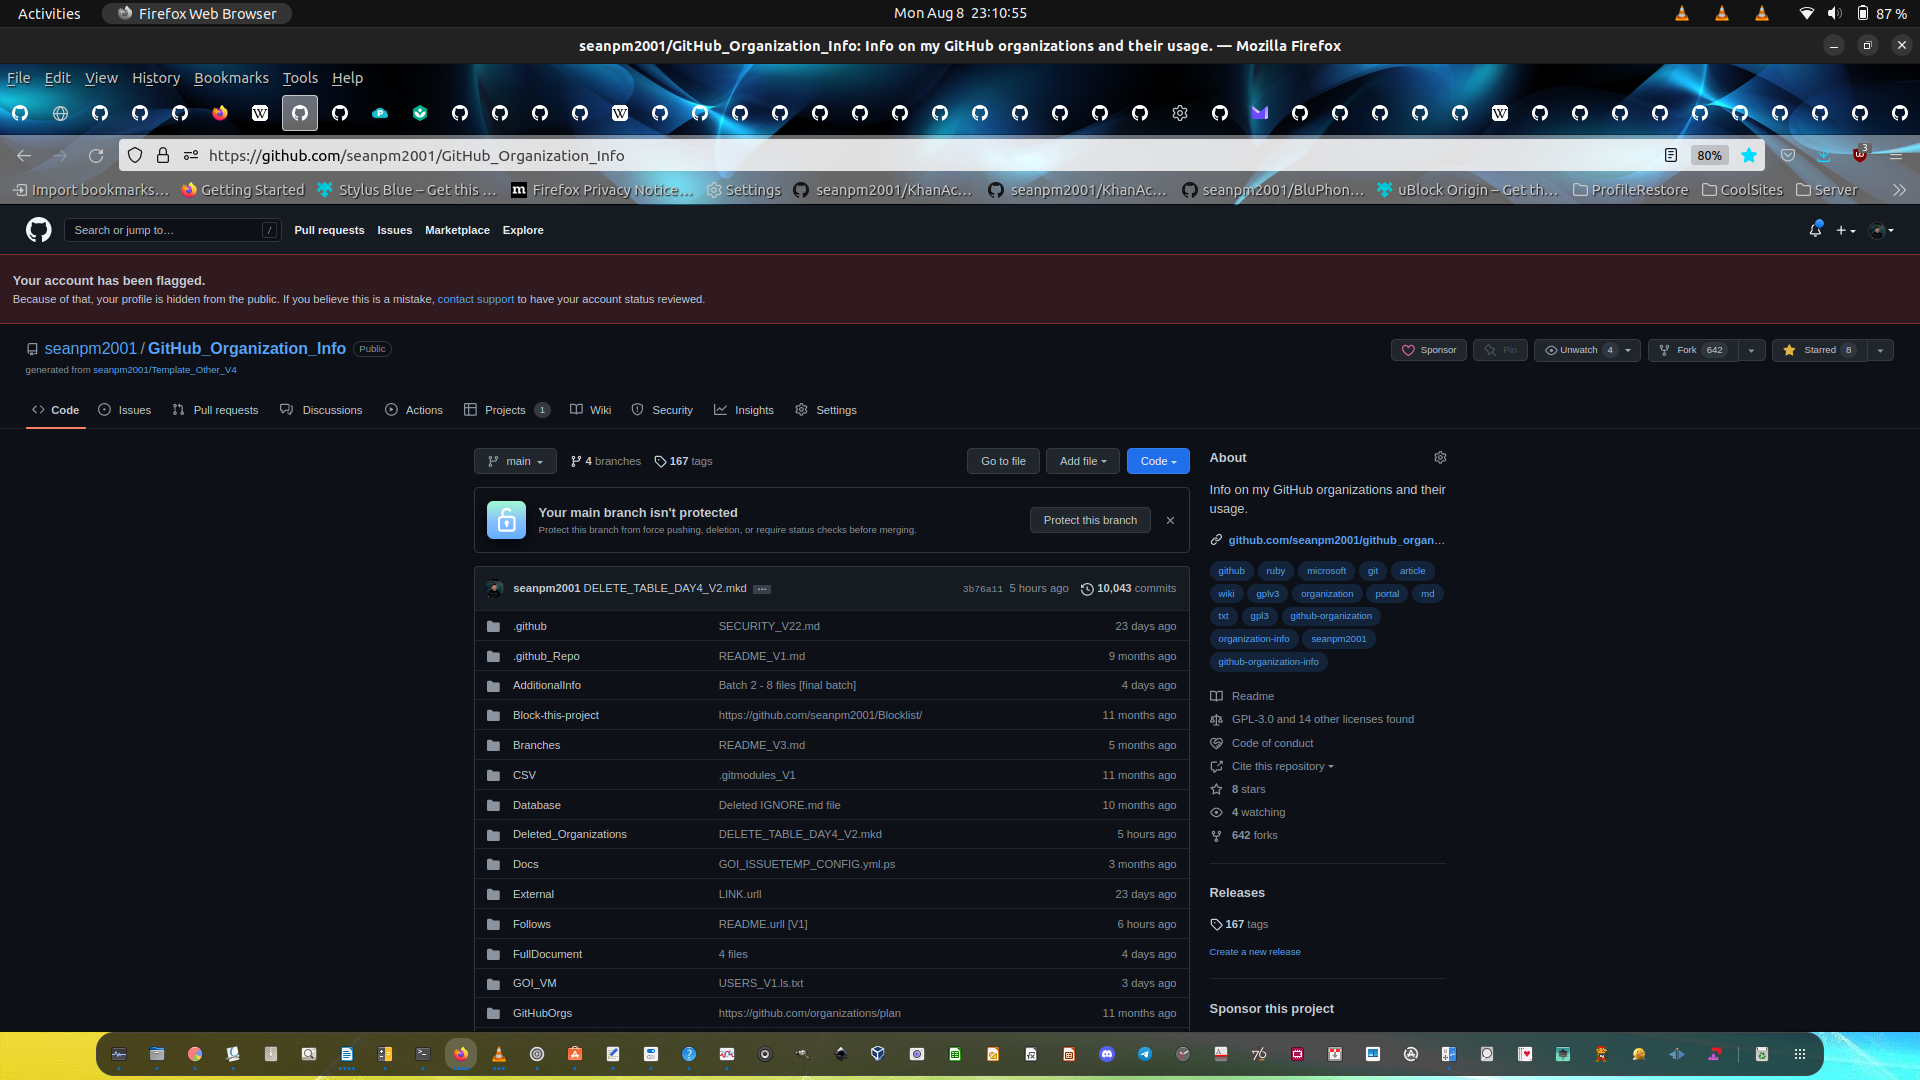 Activities
Firefox Web Browser
Mon Aug 8 23:10:55
87 %
seanpm2001/GitHub_Organization_Info: Info on my GitHub organizations and their usage. — Mozilla Firefox
File Edit View History Bookmarks Tools Help
https://github.com/seanpm2001/GitHub_Organization_Info
80%
3
Import bookmarks… Getting Started Stylus Blue – Get this … Firefox Privacy Notice… Settings seanpm2001/KhanAc… seanpm2001/KhanAc… seanpm2001/BluPhon… uBlock Origin – Get th… ProfileRestore CoolSites Server
Search or jump to… /
Pull requests Issues Marketplace Explore
Your account has been flagged.
Because of that, your profile is hidden from the public. If you believe this is a mistake, contact support to have your account status reviewed.
seanpm2001 / GitHub_Organization_Info Public
generated from seanpm2001/Template_Other_V4
Sponsor Pin Unwatch 4 Fork 642 Starred 8
Code Issues Pull requests Discussions Actions Projects 1 Wiki Security Insights Settings
main 4 branches 167 tags
Go to file Add file Code
Your main branch isn't protected
Protect this branch from force pushing, deletion, or require status checks before merging.
Protect this branch
seanpm2001 DELETE_TABLE_DAY4_V2.mkd … 3b76a11 5 hours ago 10,043 commits
.github SECURITY_V22.md 23 days ago
.github_Repo README_V1.md 9 months ago
AdditionalInfo Batch 2 - 8 files [final batch] 4 days ago
Block-this-project https://github.com/seanpm2001/Blocklist/ 11 months ago
Branches README_V3.md 5 months ago
CSV .gitmodules_V1 11 months ago
Database Deleted IGNORE.md file 10 months ago
Deleted_Organizations DELETE_TABLE_DAY4_V2.mkd 5 hours ago
Docs GOI_ISSUETEMP_CONFIG.yml.ps 3 months ago
External LINK.urll 23 days ago
Follows README.urll [V1] 6 hours ago
FullDocument 4 files 4 days ago
GOI_VM USERS_V1.ls.txt 3 days ago
GitHubOrgs https://github.com/organizations/plan 11 months ago
About
Info on my GitHub organizations and their
usage.
github.com/seanpm2001/github_organ…
github ruby microsoft git article
wiki gplv3 organization portal md
txt gpl3 github-organization
organization-info seanpm2001
github-organization-info
Readme
GPL-3.0 and 14 other licenses found
Code of conduct
Cite this repository
8 stars
4 watching
642 forks
Releases
167 tags
Create a new release
Sponsor this project